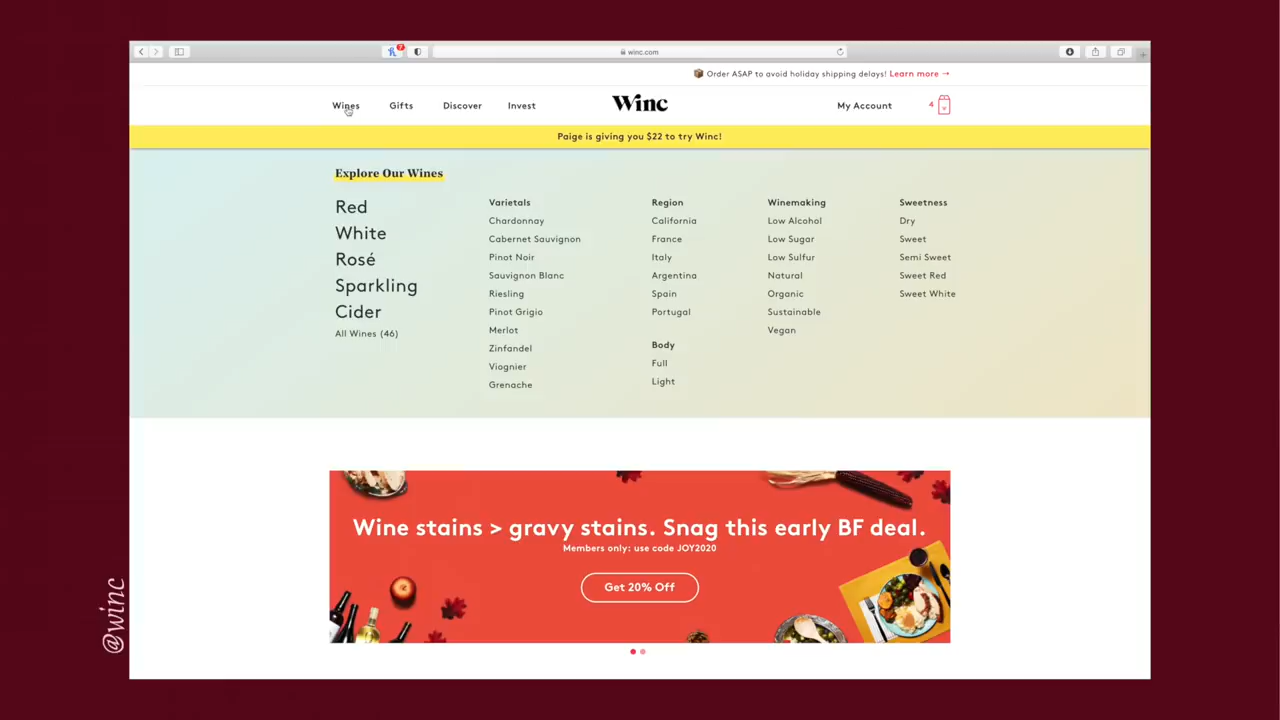 7
winc.com
📦 Order ASAP to avoid holiday shipping delays! Learn more →
Wines Gifts Discover Invest Winc My Account 4
Paige is giving you $22 to try Winc!
Explore Our Wines
Red
White
Rosé
Sparkling
Cider
All Wines (46)
Varietals
Chardonnay
Cabernet Sauvignon
Pinot Noir
Sauvignon Blanc
Riesling
Pinot Grigio
Merlot
Zinfandel
Viognier
Grenache
Region
California
France
Italy
Argentina
Spain
Portugal
Body
Full
Light
Winemaking
Low Alcohol
Low Sugar
Low Sulfur
Natural
Organic
Sustainable
Vegan
Sweetness
Dry
Sweet
Semi Sweet
Sweet Red
Sweet White
Wine stains > gravy stains. Snag this early BF deal.
Members only: use code JOY2020
Get 20% Off
@winc